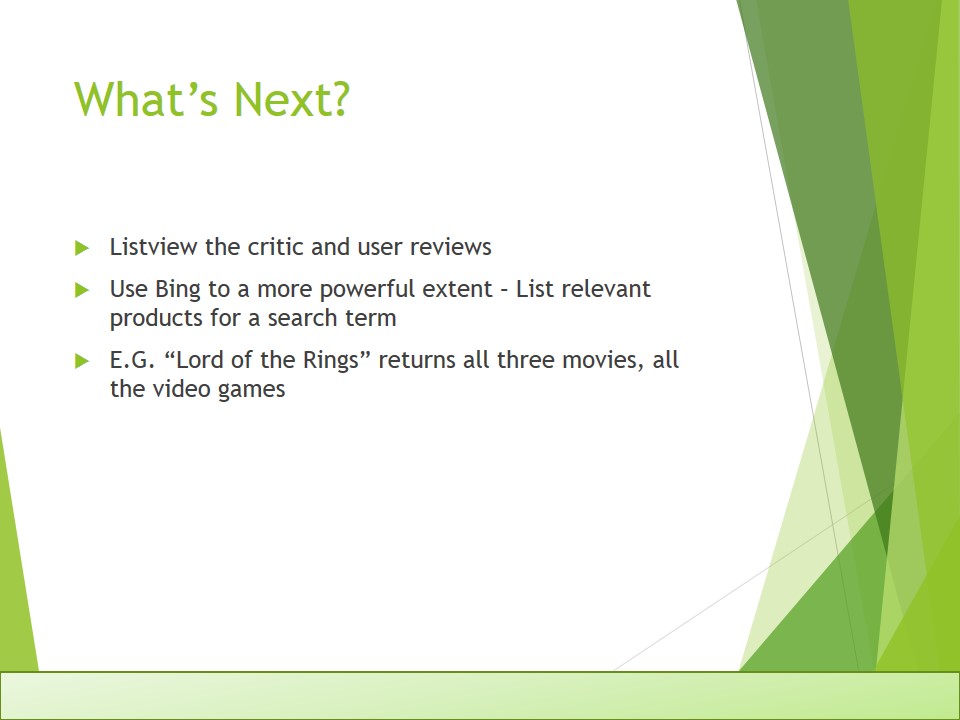 What’s Next?
Listview the critic and user reviews
Use Bing to a more powerful extent – List relevant
products for a search term
E.G. “Lord of the Rings” returns all three movies, all
the video games